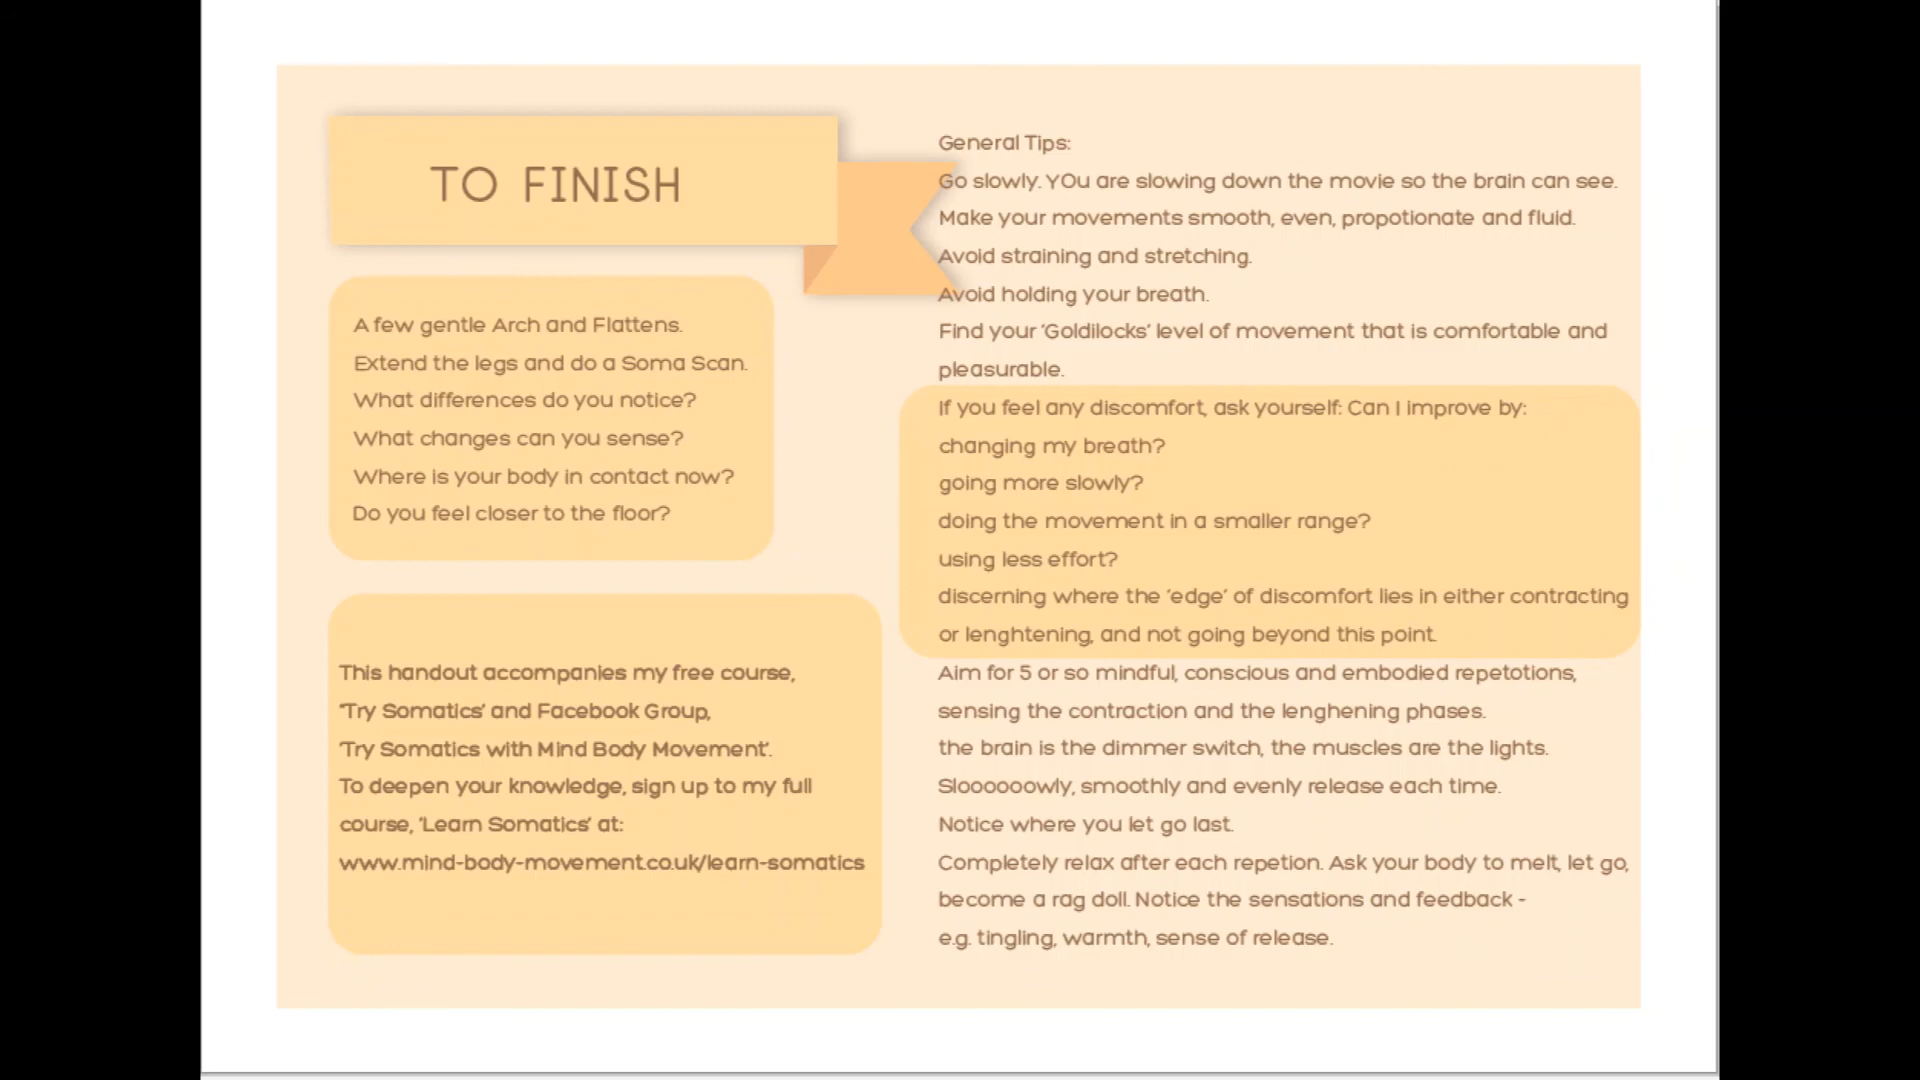 TO FINISH
A few gentle Arch and Flattens.
Extend the legs and do a Soma Scan.
What differences do you notice?
What changes can you sense?
Where is your body in contact now?
Do you feel closer to the floor?
This handout accompanies my free course,
'Try Somatics' and Facebook Group,
'Try Somatics with Mind Body Movement'.
To deepen your knowledge, sign up to my full
course, 'Learn Somatics' at:
www.mind-body-movement.co.uk/learn-somatics
General Tips:
Go slowly. YOu are slowing down the movie so the brain can see.
Make your movements smooth, even, propotionate and fluid.
Avoid straining and stretching.
Avoid holding your breath.
Find your 'Goldilocks' level of movement that is comfortable and
pleasurable.
If you feel any discomfort, ask yourself: Can I improve by:
changing my breath?
going more slowly?
doing the movement in a smaller range?
using less effort?
discerning where the 'edge' of discomfort lies in either contracting
or lenghtening, and not going beyond this point.
Aim for 5 or so mindful, conscious and embodied repetotions,
sensing the contraction and the lenghening phases.
the brain is the dimmer switch, the muscles are the lights.
Slooooooowly, smoothly and evenly release each time.
Notice where you let go last.
Completely relax after each repetion. Ask your body to melt, let go,
become a rag doll. Notice the sensations and feedback -
e.g. tingling, warmth, sense of release.